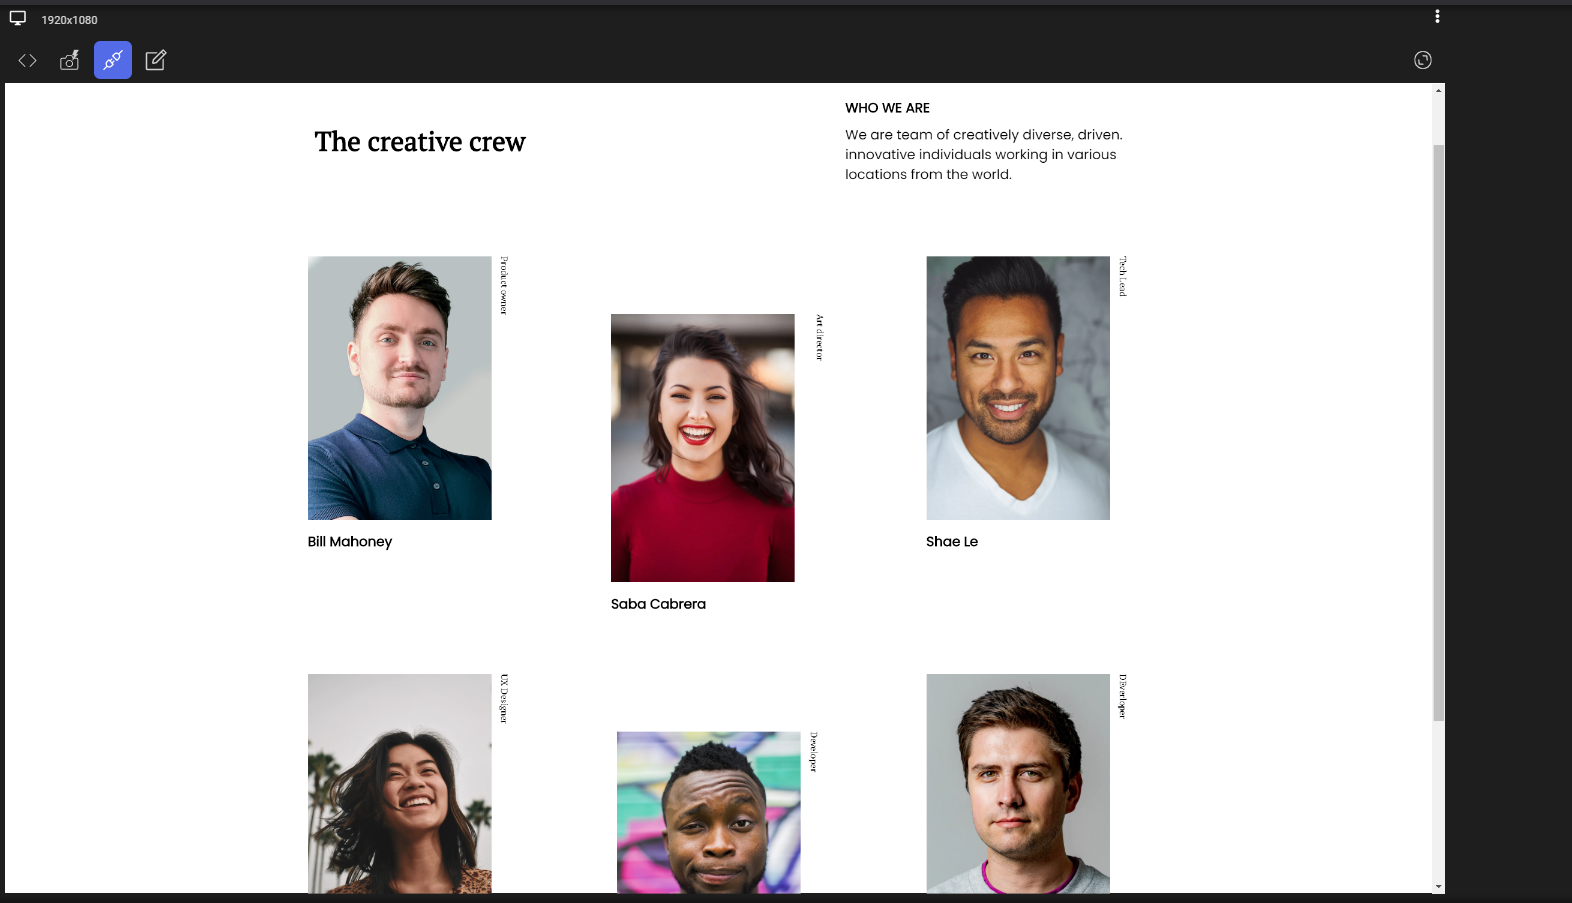 1920x1080
The creative crew
WHO WE ARE
We are team of creatively diverse, driven.
innovative individuals working in various
locations from the world.
Product owner
Bill Mahoney
Art director
Saba Cabrera
Tech Lead
Shae Le
UX Designer
Developer
DEverloper